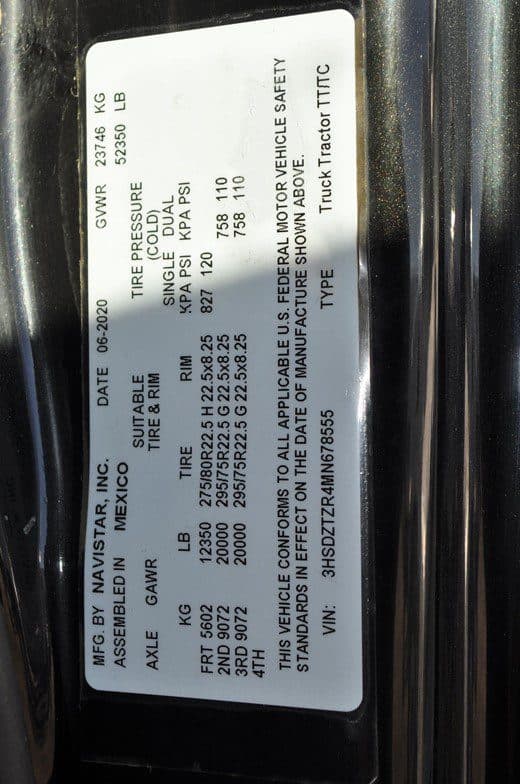 MFG. BY NAVISTAR, INC. DATE 06-2020 GVWR 23746 KG
ASSEMBLED IN MEXICO 52350 LB
SUITABLE TIRE PRESSURE
AXLE GAWR TIRE & RIM (COLD)
SINGLE DUAL
KG LB TIRE RIM KPA PSI KPA PSI
FRT 5602 12350 275/80R22.5 H 22.5x8.25 827 120
2ND 9072 20000 295/75R22.5 G 22.5x8.25 758 110
3RD 9072 20000 295/75R22.5 G 22.5x8.25 758 110
4TH
THIS VEHICLE CONFORMS TO ALL APPLICABLE U.S. FEDERAL MOTOR VEHICLE SAFETY
STANDARDS IN EFFECT ON THE DATE OF MANUFACTURE SHOWN ABOVE.
VIN: 3HSDZTZR4MN678555 TYPE Truck Tractor TT/TC